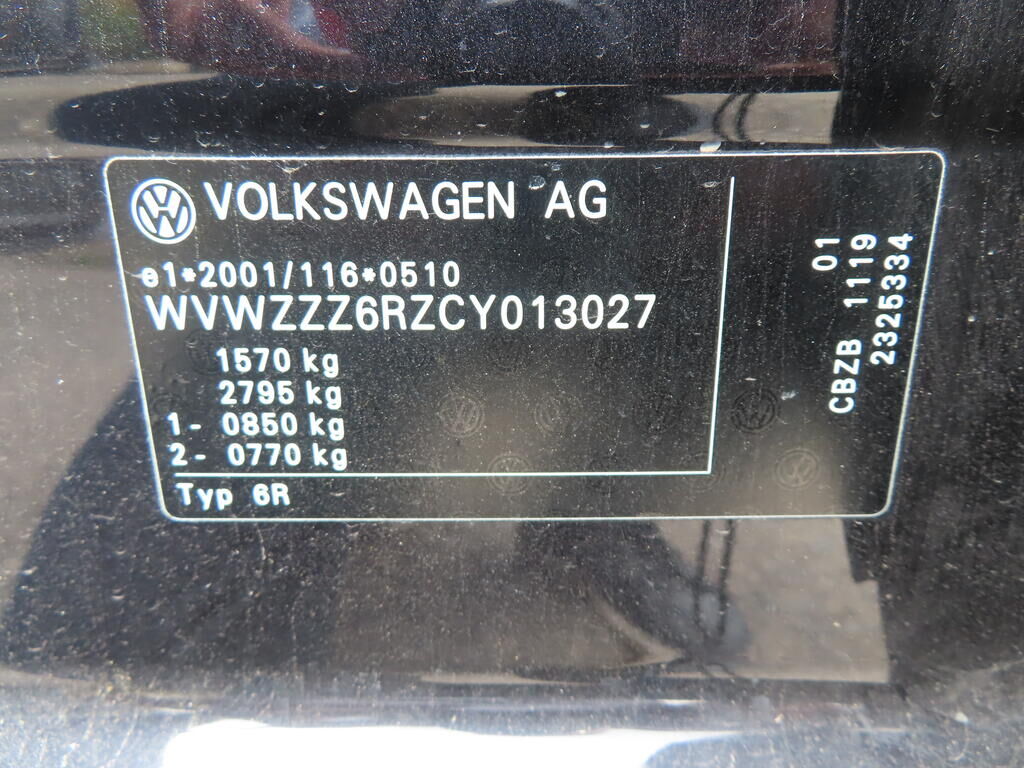 VOLKSWAGEN AG
e1*2001/116*0510
WVWZZZ6RZCY013027
1570 kg
2795 kg
1- 0850 kg
2- 0770 kg
Typ 6R
01
CBZB 1119
2325334